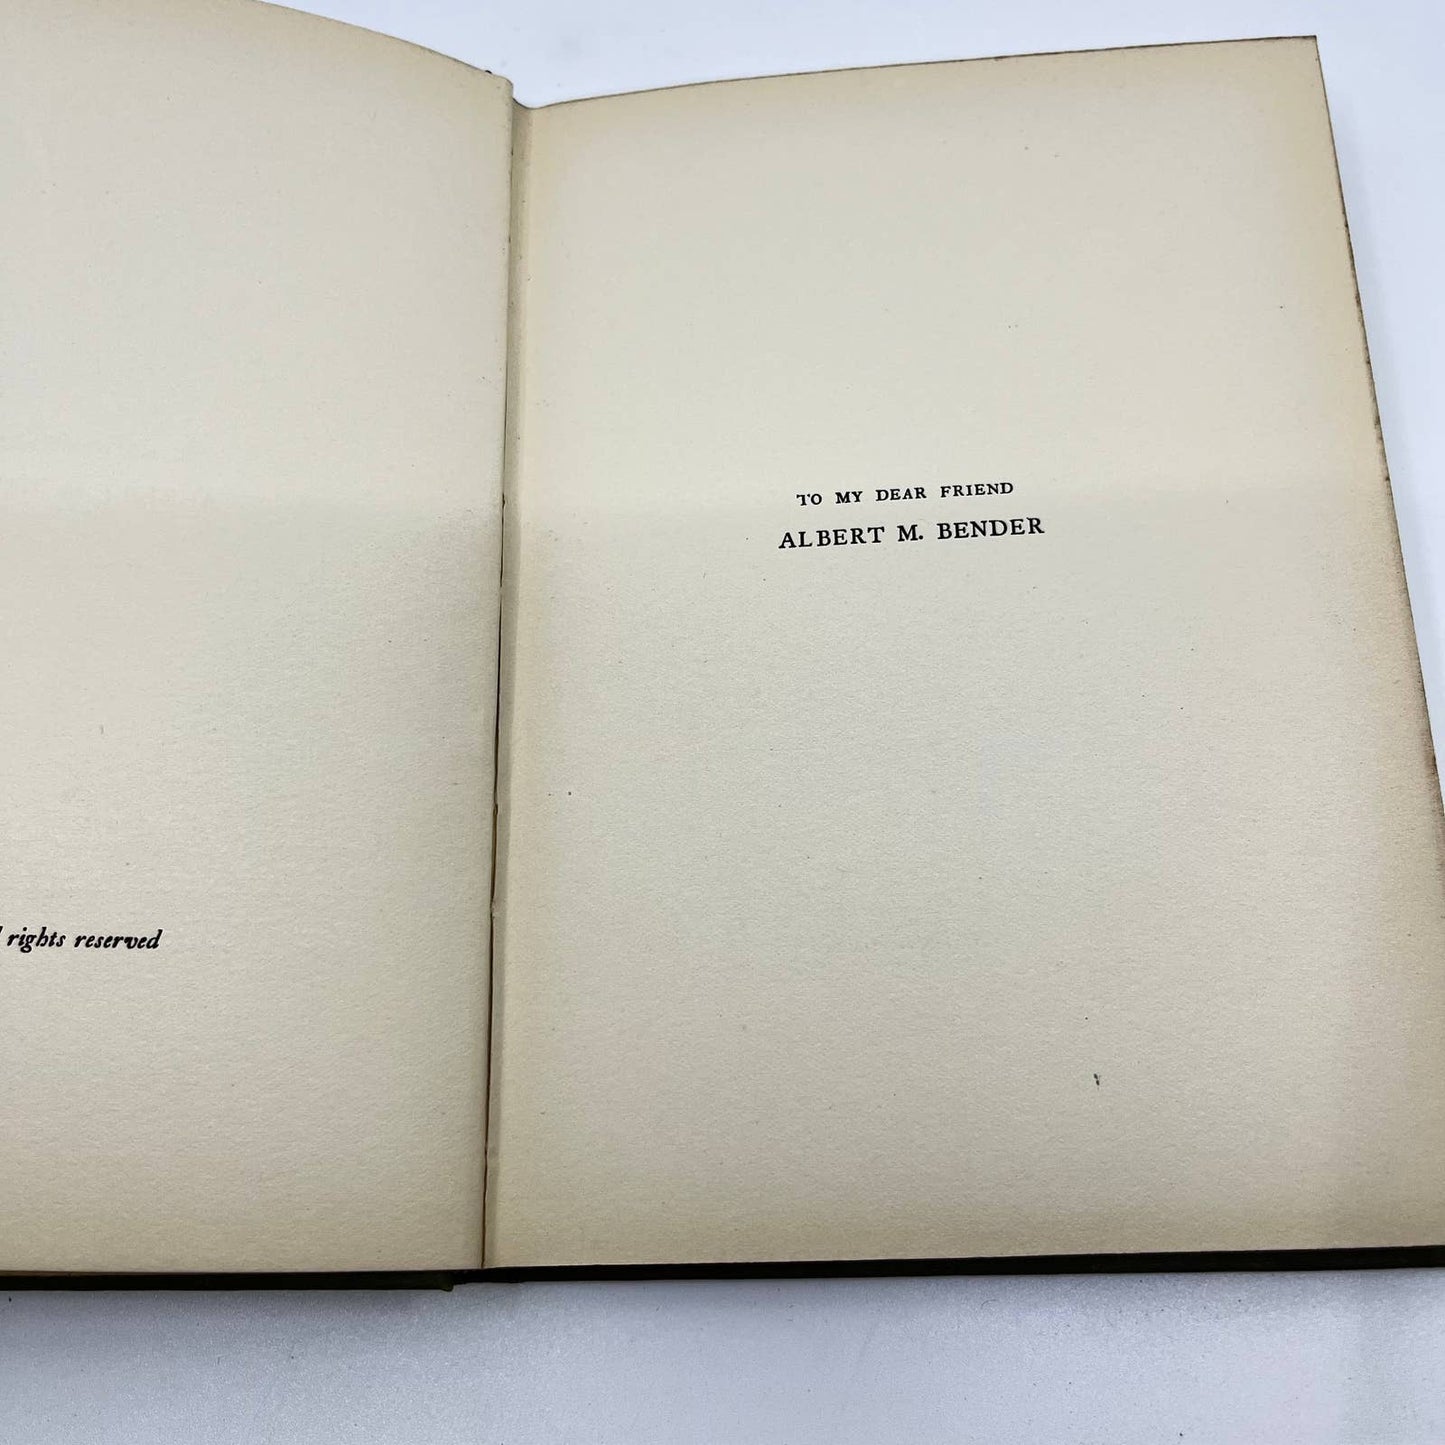 rights reserved
TO MY DEAR FRIEND
ALBERT M. BENDER